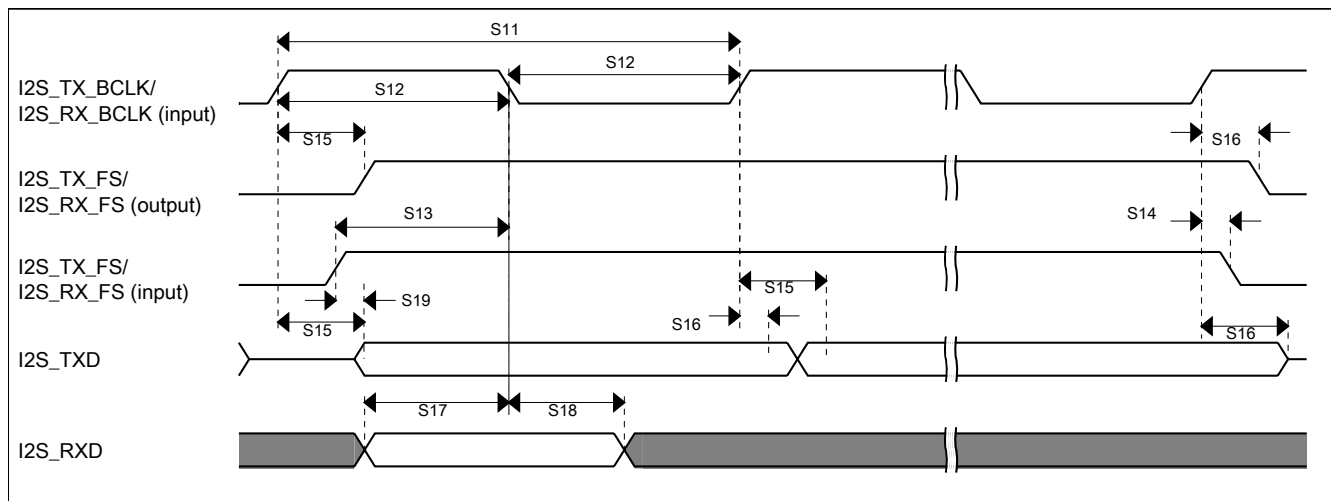 S11
S12
I2S_TX_BCLK/
I2S_RX_BCLK (input)
S12
S15
S16
I2S_TX_FS/
I2S_RX_FS (output)
S13
S14
I2S_TX_FS/
I2S_RX_FS (input)
S15
S19
S15
S16
S16
I2S_TXD
S17
S18
I2S_RXD